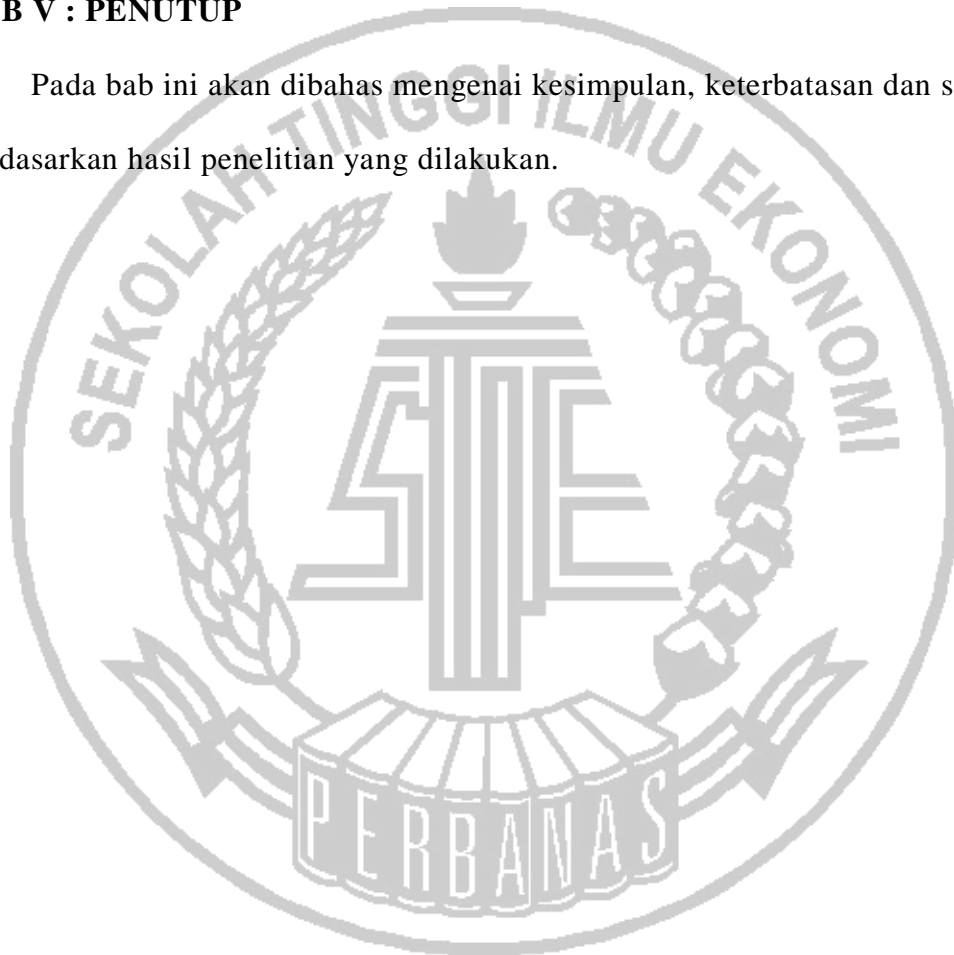 B V : PENUTUP
Pada bab ini akan dibahas mengenai kesimpulan, keterbatasan dan s
dasarkan hasil penelitian yang dilakukan.
SEKOLAH TINGGI ILMU EKONOMI
STIE
PERBANAS